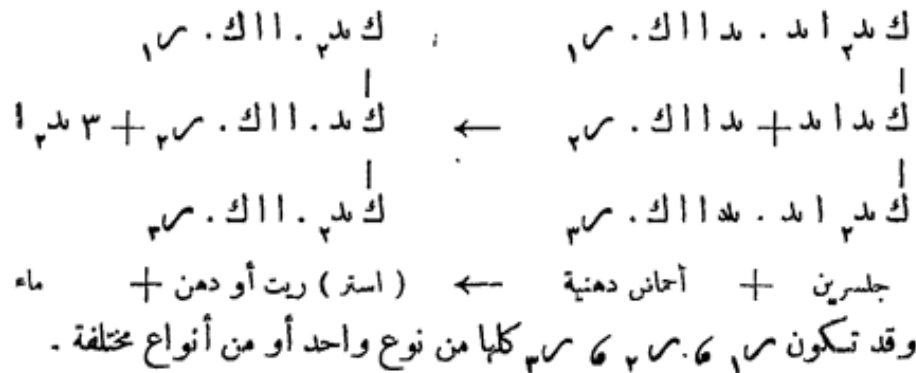 ك يد٢ ا يد . يد ا ا ك . ر١ ك يد٢ . ا ا ك . ر١
ك يد ا يد + يد ا ا ك . ر٢ ← ك يد . ا ا ك . ر٢ + ٣ يد٢ ا
ك يد٢ ا يد . يد ا ا ك . ر٣ ك يد٢ . ا ا ك . ر٣
جلسرين + أحماض دهنية ← ( استر ) زيت أو دهن + ماء
وقد تكون ر١ ، ر٢ ، ر٣ كلها من نوع واحد أو من أنواع مختلفة .